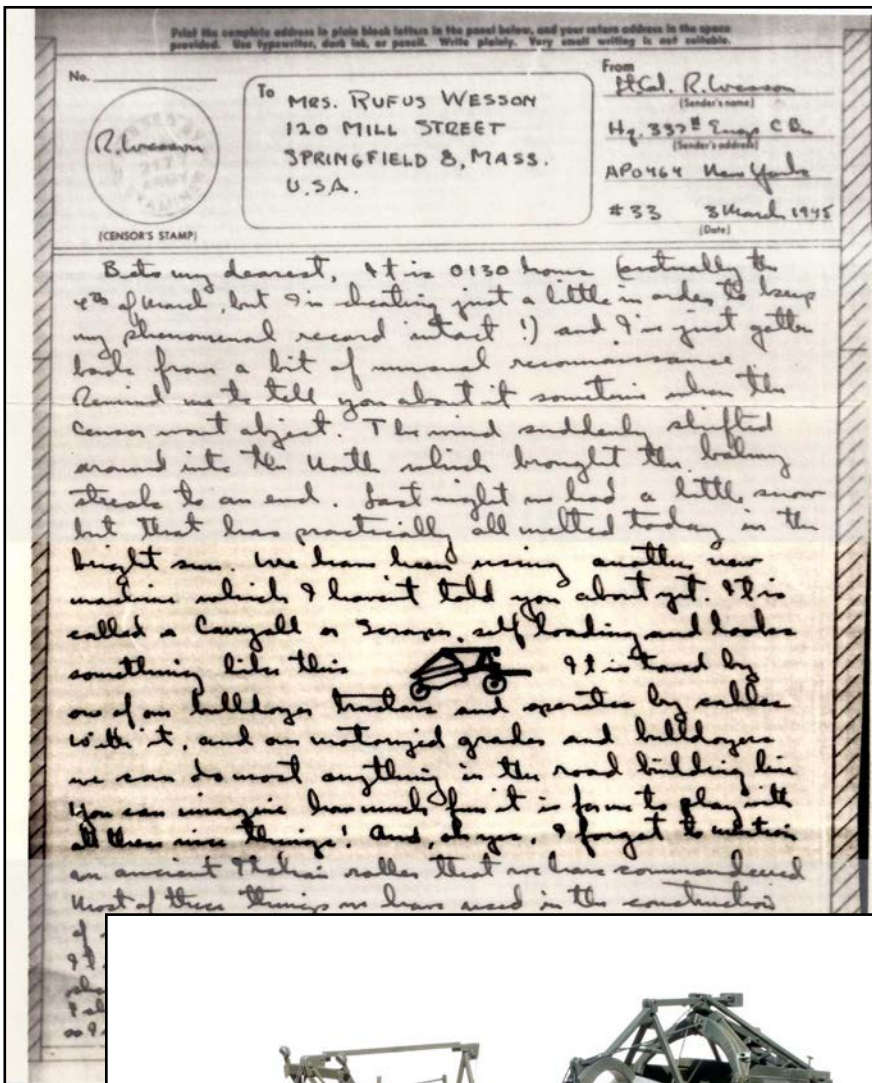 Print the complete address in plain block letters in the panel below, and your return address in the space
provided. Use typewriter, dark ink, or pencil. Write plainly. Very small writing is not suitable.
No.
To
MRS. RUFUS WESSON
120 MILL STREET
SPRINGFIELD 8, MASS.
U.S.A.
From
Lt Col. R. Wesson
(Sender's name)
Hq. 337th Engr C Bn
(Sender's address)
APO 464 New York
#33 3 March 1945
(Date)
R. Wesson
(CENSOR'S STAMP)
Bets my dearest, It is 0130 hours (actually the
4th of March, but I'm cheating just a little in order to keep
my phenomenal record intact!) and I've just gotten
back from a bit of unusual reconnaissance
Remind me to tell you about it sometime when the
censor wont object. The wind suddenly shifted
around into the North which brought the balmy
streak to an end. Last night we had a little snow
but that has practically all melted today in the
bright sun. We have been using another new
machine which I havent told you about yet. It is
called a Carryall or Scraper, self loading and looks
something like this It is towed by
one of our bulldozer tractors and operates by cables
With it, and our motorized grader and bulldozers
we can do most anything in the road building line
You can imagine how much fun it is for me to play with
all these nice things! And, oh yes, I forgot to mention
an ancient Italian roller that we have commandeered
Most of these things we have used in the construction
of